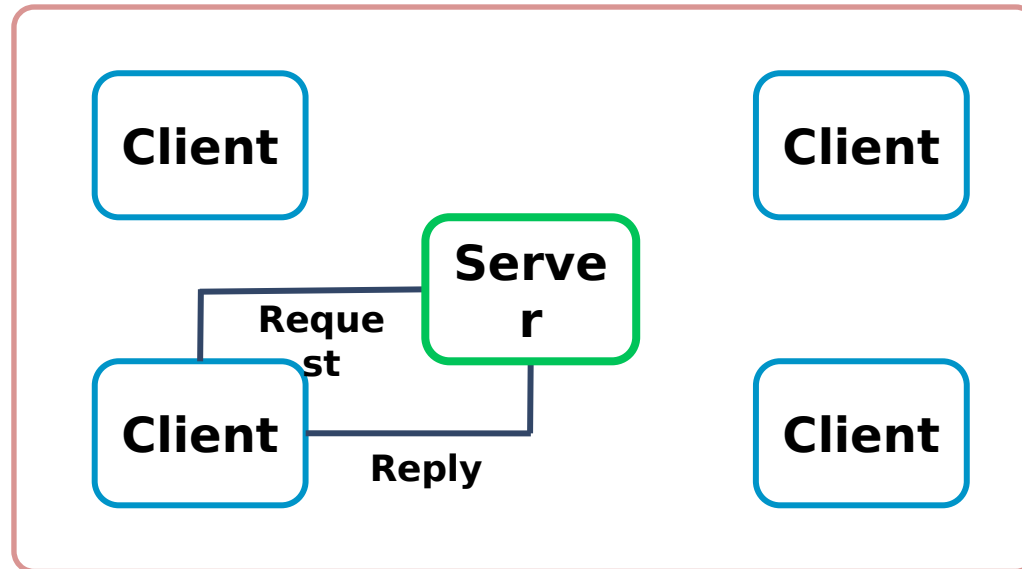 Client
Client
Serve
r
Reque
st
Client
Client
Reply